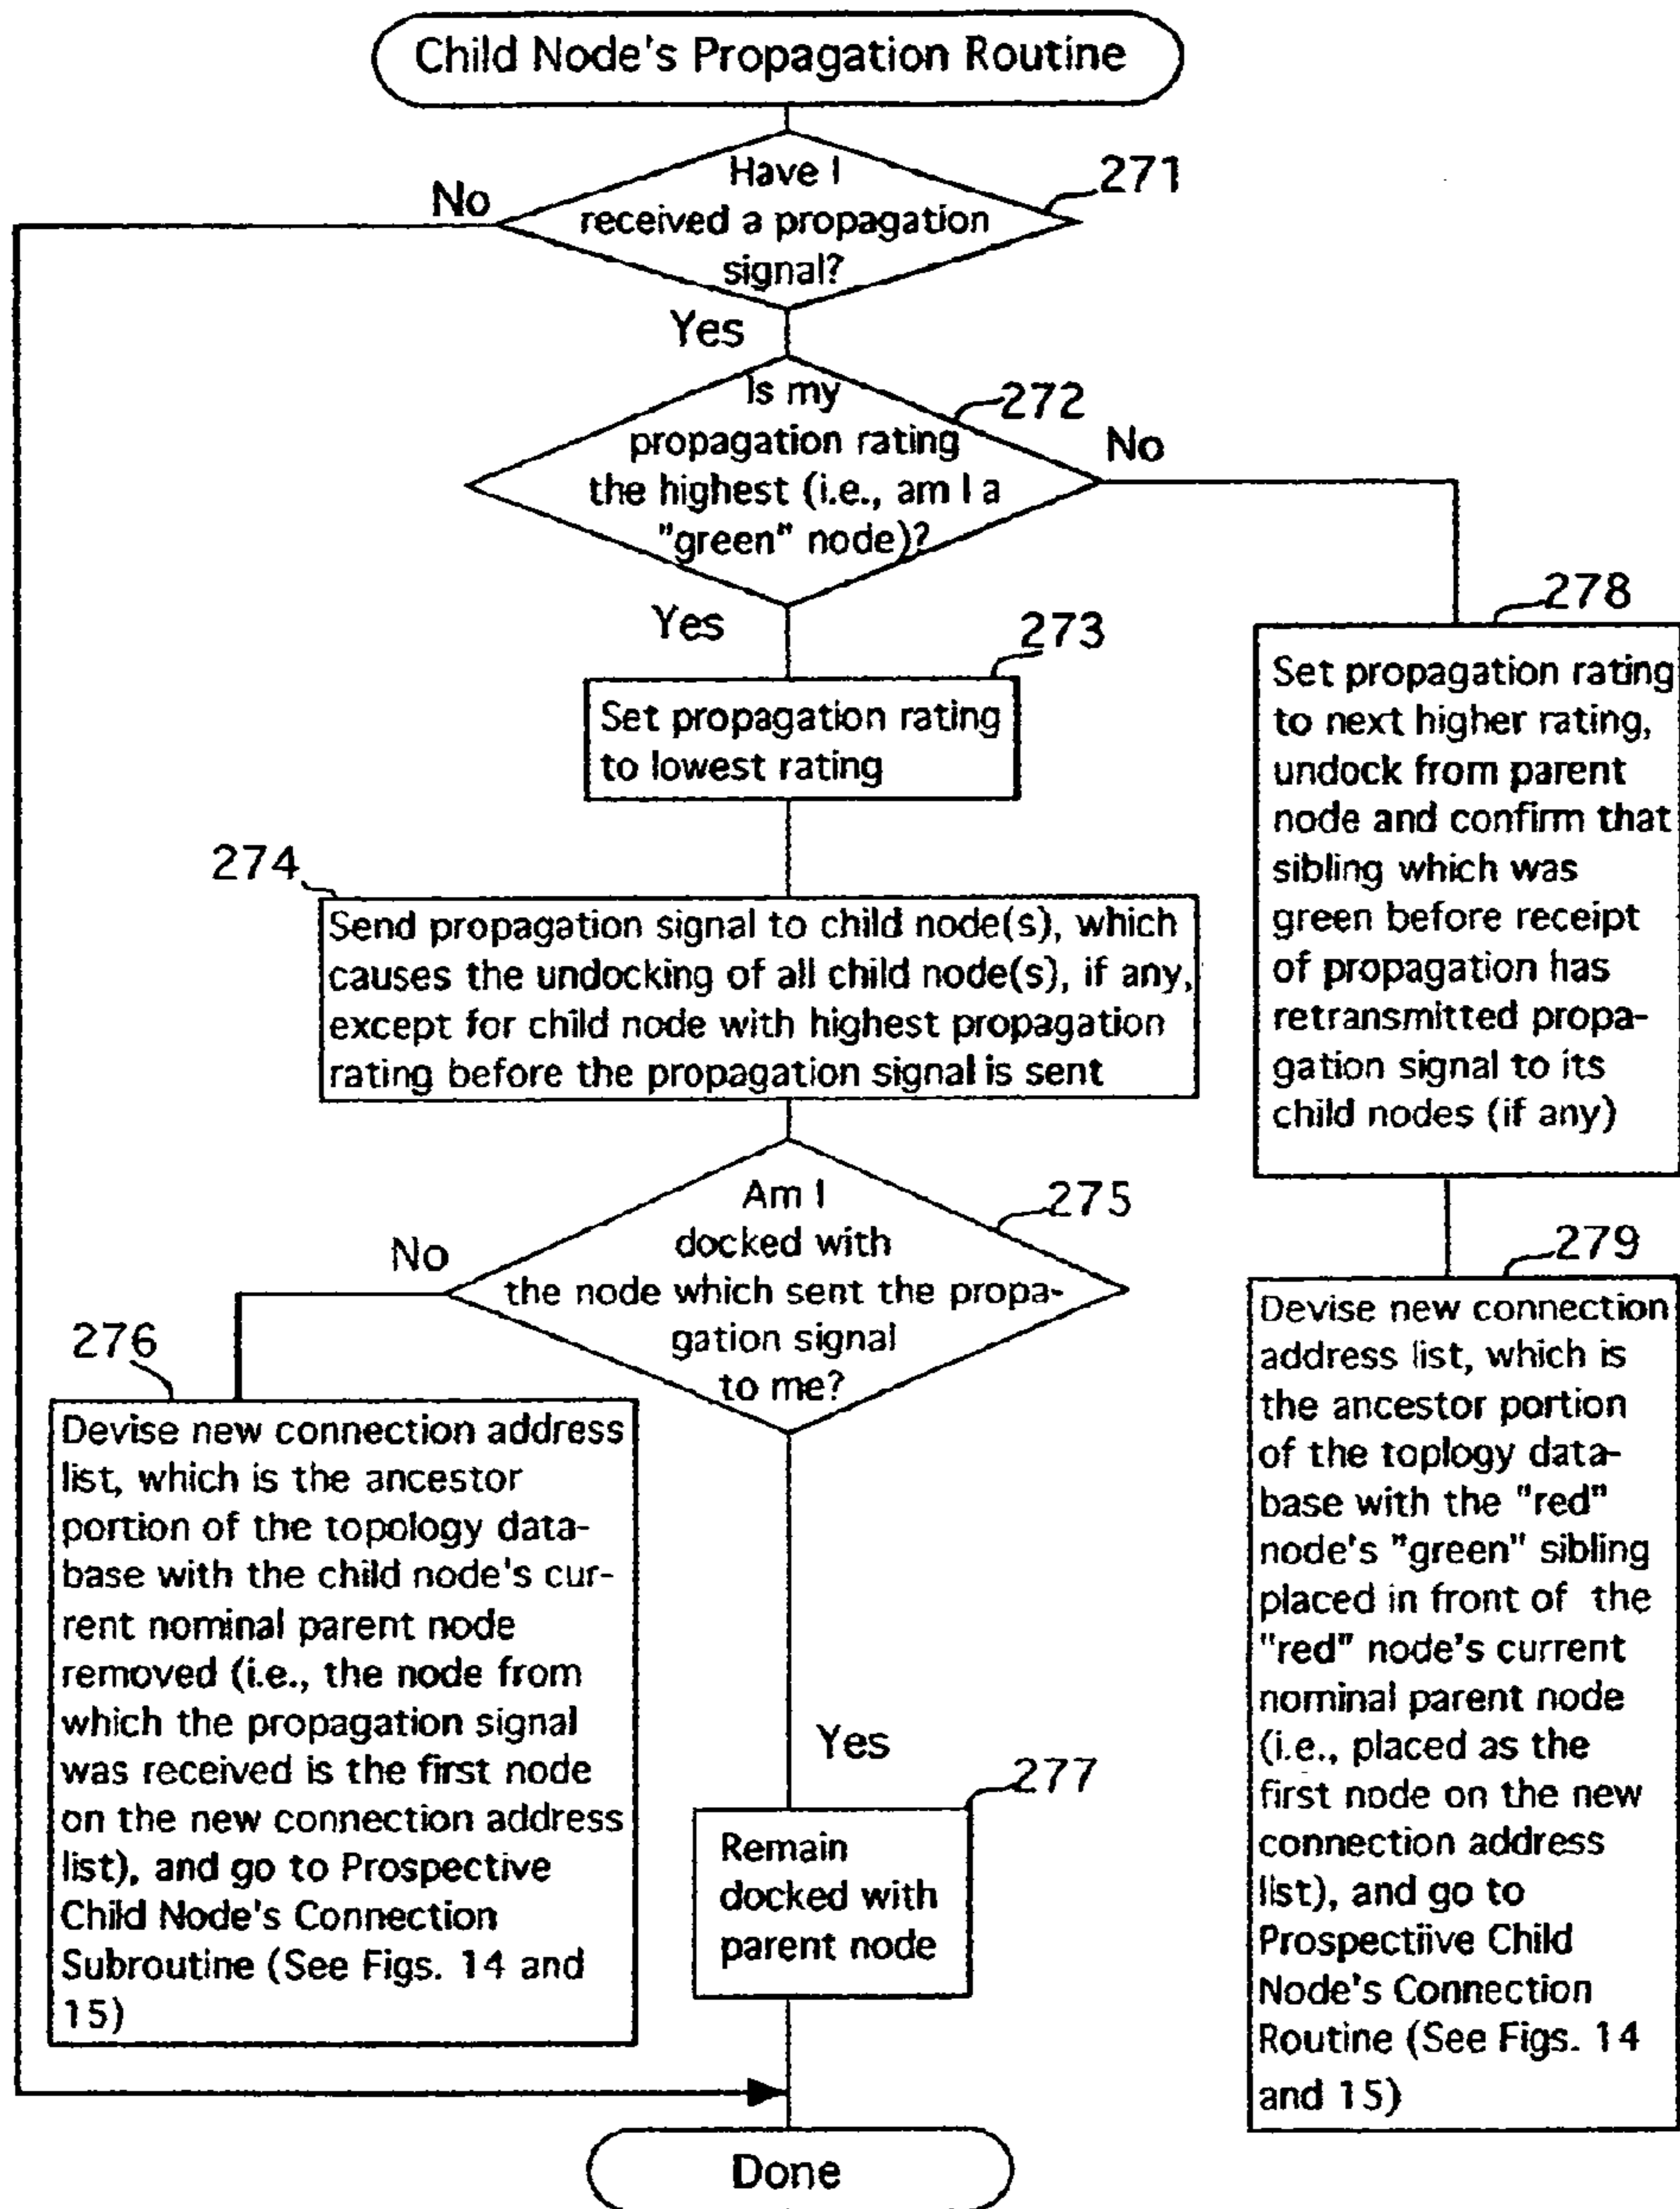 Child Node's Propagation Routine
Have I
received a propagation
signal?
271
No
Yes
Is my
propagation rating
the highest (i.e., am I a
"green" node)?
272
No
Yes
273
Set propagation rating
to lowest rating
278
Set propagation rating
to next higher rating,
undock from parent
node and confirm that
sibling which was
green before receipt
of propagation has
retransmitted propa-
gation signal to its
child nodes (if any)
274
Send propagation signal to child node(s), which
causes the undocking of all child node(s), if any,
except for child node with highest propagation
rating before the propagation signal is sent
Am I
docked with
the node which sent the propa-
gation signal
to me?
275
No
276
Devise new connection address
list, which is the ancestor
portion of the topology data-
base with the child node's cur-
rent nominal parent node
removed (i.e., the node from
which the propagation signal
was received is the first node
on the new connection address
list), and go to Prospective
Child Node's Connection
Subroutine (See Figs. 14 and
15)
Yes
277
Remain
docked with
parent node
279
Devise new connection
address list, which is
the ancestor portion
of the toplogy data-
base with the "red"
node's "green" sibling
placed in front of the
"red" node's current
nominal parent node
(i.e., placed as the
first node on the new
connection address
list), and go to
Prospectiive Child
Node's Connection
Routine (See Figs. 14
and 15)
Done